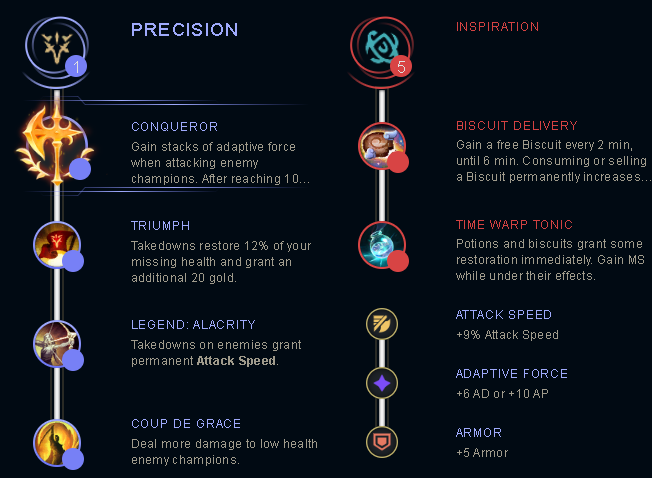 PRECISION
1
CONQUEROR
Gain stacks of adaptive force
when attacking enemy
champions. After reaching 10...
TRIUMPH
Takedowns restore 12% of your
missing health and grant an
additional 20 gold.
LEGEND: ALACRITY
Takedowns on enemies grant
permanent Attack Speed.
COUP DE GRACE
Deal more damage to low health
enemy champions.
INSPIRATION
5
BISCUIT DELIVERY
Gain a free Biscuit every 2 min,
until 6 min. Consuming or selling
a Biscuit permanently increases...
TIME WARP TONIC
Potions and biscuits grant some
restoration immediately. Gain MS
while under their effects.
ATTACK SPEED
+9% Attack Speed
ADAPTIVE FORCE
+6 AD or +10 AP
ARMOR
+5 Armor